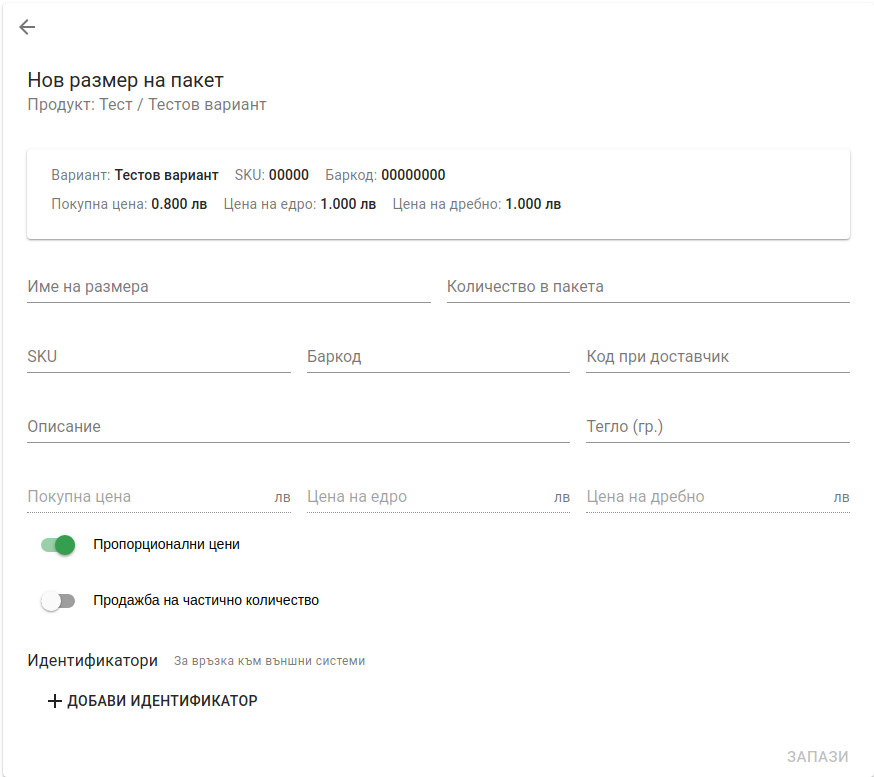 Нов размер на пакет
Продукт: Тест / Тестов вариант
Вариант: Тестов вариант SKU: 00000 Баркод: 00000000
Покупна цена: 0.800 лв Цена на едро: 1.000 лв Цена на дребно: 1.000 лв
Име на размера Количество в пакета
SKU Баркод Код при доставчик
Описание Тегло (гр.)
Покупна цена лв Цена на едро лв Цена на дребно лв
Пропорционални цени
Продажба на частично количество
Идентификатори За връзка към външни системи
ДОБАВИ ИДЕНТИФИКАТОР
ЗАПАЗИ